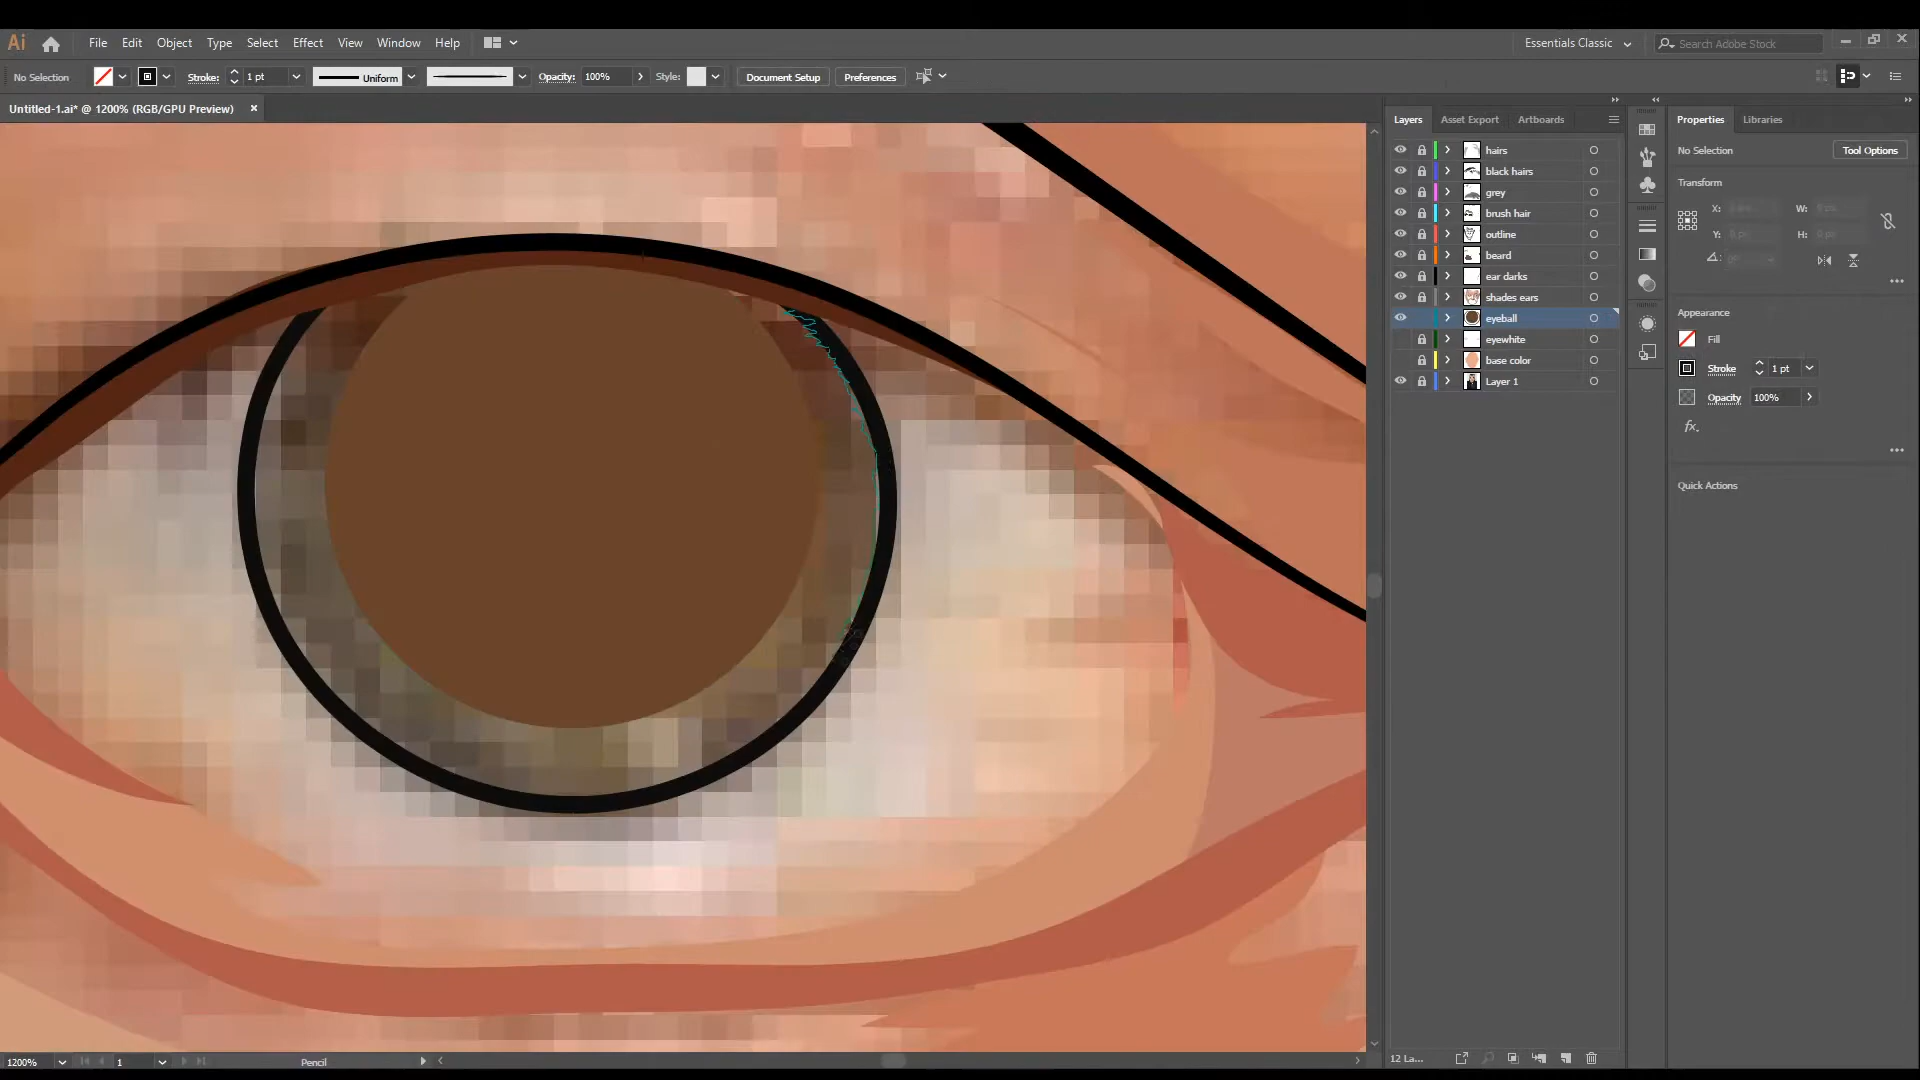 Ai File Edit Object Type Select Effect View Window Help Essentials Classic Search Adobe Stock
No Selection Stroke: 1 pt Uniform Opacity: 100% Style: Document Setup Preferences
Untitled-1.ai* @ 1200% (RGB/GPU Preview) ×
Layers Asset Export Artboards Properties Libraries
hairs
black hairs
grey
brush hair
outline
beard
ear darks
shades ears
eyeball
eyewhite
base color
Layer 1
No Selection Tool Options
Transform
X: W:
Y: H:
Appearance
Fill
Stroke 1 pt
Opacity 100%
fx.
Quick Actions
1200% 1 Pencil 12 La...